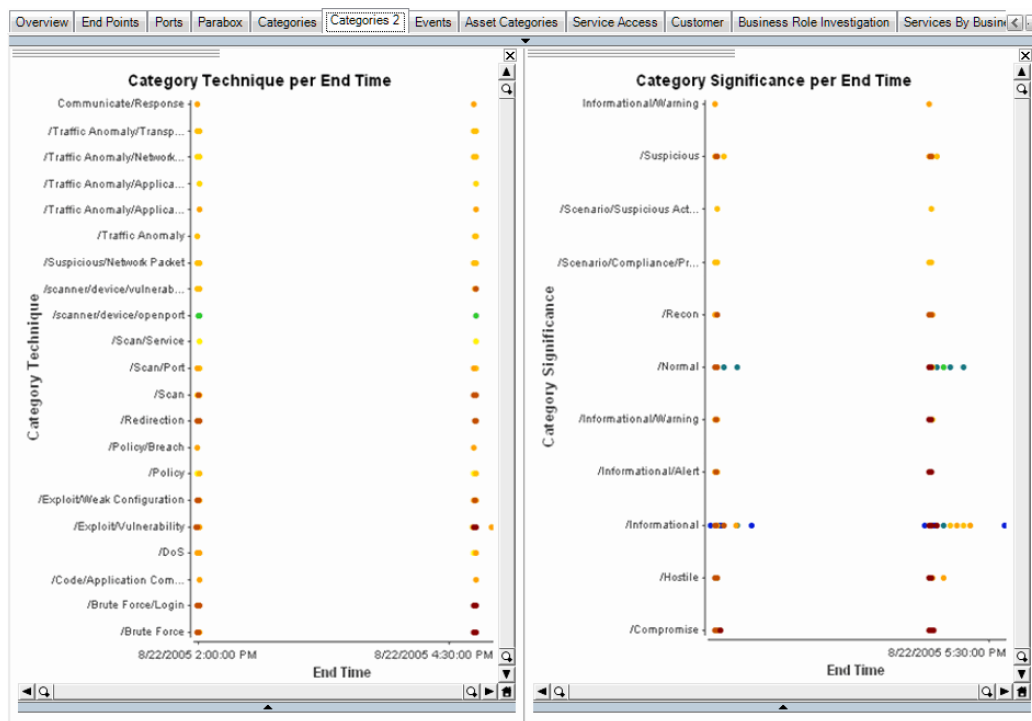 Overview End Points Ports Parabox Categories Categories 2 Events Asset Categories Service Access Customer Business Role Investigation Services By Busine
Category Technique per End Time
Communicate/Response
/Traffic Anomaly/Transp...
/Traffic Anomaly/Network...
/Traffic Anomaly/Applica...
/Traffic Anomaly/Applica...
/Traffic Anomaly
/Suspicious/Network Packet
/scanner/device/vulnerab...
/scanner/device/openport
/Scan/Service
/Scan/Port
/Scan
/Redirection
/Policy/Breach
/Policy
/Exploit/Weak Configuration
/Exploit/Vulnerability
/DoS
/Code/Application Com...
/Brute Force/Login
/Brute Force
Category Technique
8/22/2005 2:00:00 PM 8/22/2005 4:30:00 PM
End Time
Category Significance per End Time
Informational/Warning
/Suspicious
/Scenario/Suspicious Act...
/Scenario/Compliance/Pr...
/Recon
/Normal
/Informational/Warning
/Informational/Alert
/Informational
/Hostile
/Compromise
Category Significance
8/22/2005 5:30:00 PM
End Time